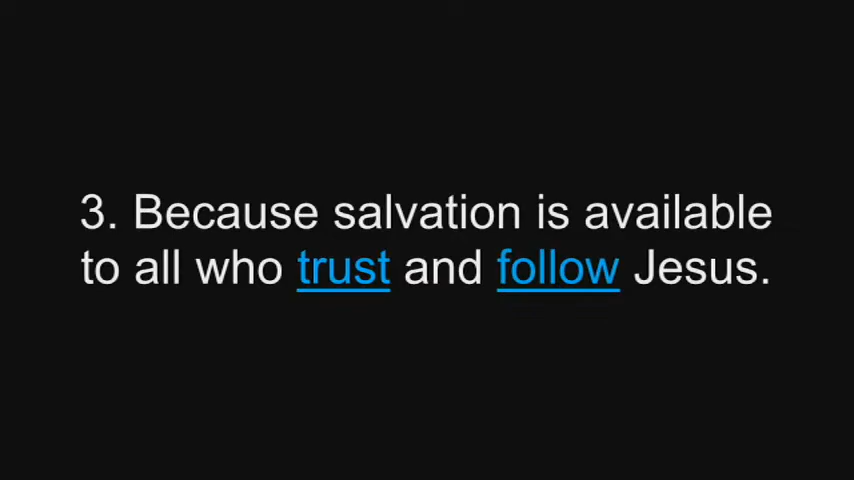 3. Because salvation is available
to all who trust and follow Jesus.